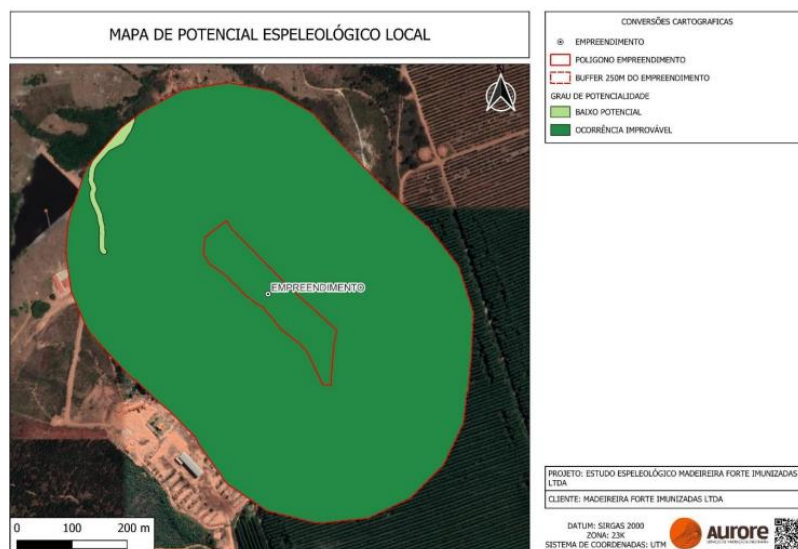 MAPA DE POTENCIAL ESPELEOLÓGICO LOCAL
EMPREENDIMENTO
0 100 200 m
CONVERSÕES CARTOGRAFICAS
EMPREENDIMENTO
POLIGONO EMPREENDIMENTO
BUFFER 250M DO EMPREENDIMENTO
GRAU DE POTENCIALIDADE
BAIXO POTENCIAL
OCORRÊNCIA IMPROVÁVEL
PROJETO: ESTUDO ESPELEOLÓGICO MADEIREIRA FORTE IMUNIZADAS
LTDA
CLIENTE: MADEIREIRA FORTE IMUNIZADAS LTDA
DATUM: SIRGAS 2000
ZONA: 23K
SISTEMA DE COORDENADAS: UTM
AURORE